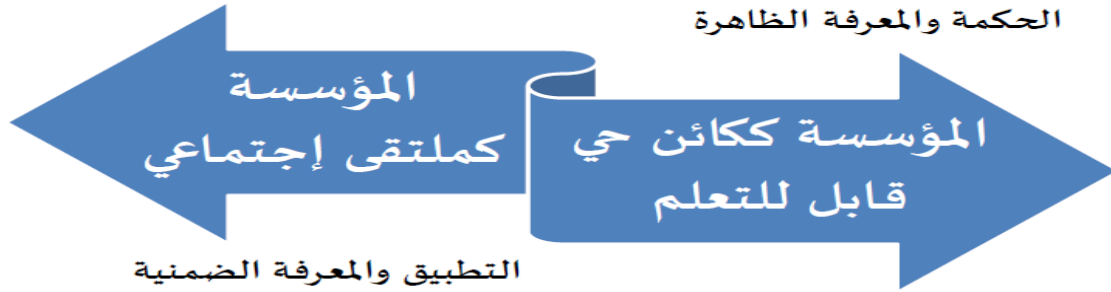 الحكمة والمعرفة الظاهرة
المؤسسة ككائن حي
قابل للتعلم
المؤسسة
كملتقى إجتماعي
التطبيق والمعرفة الضمنية